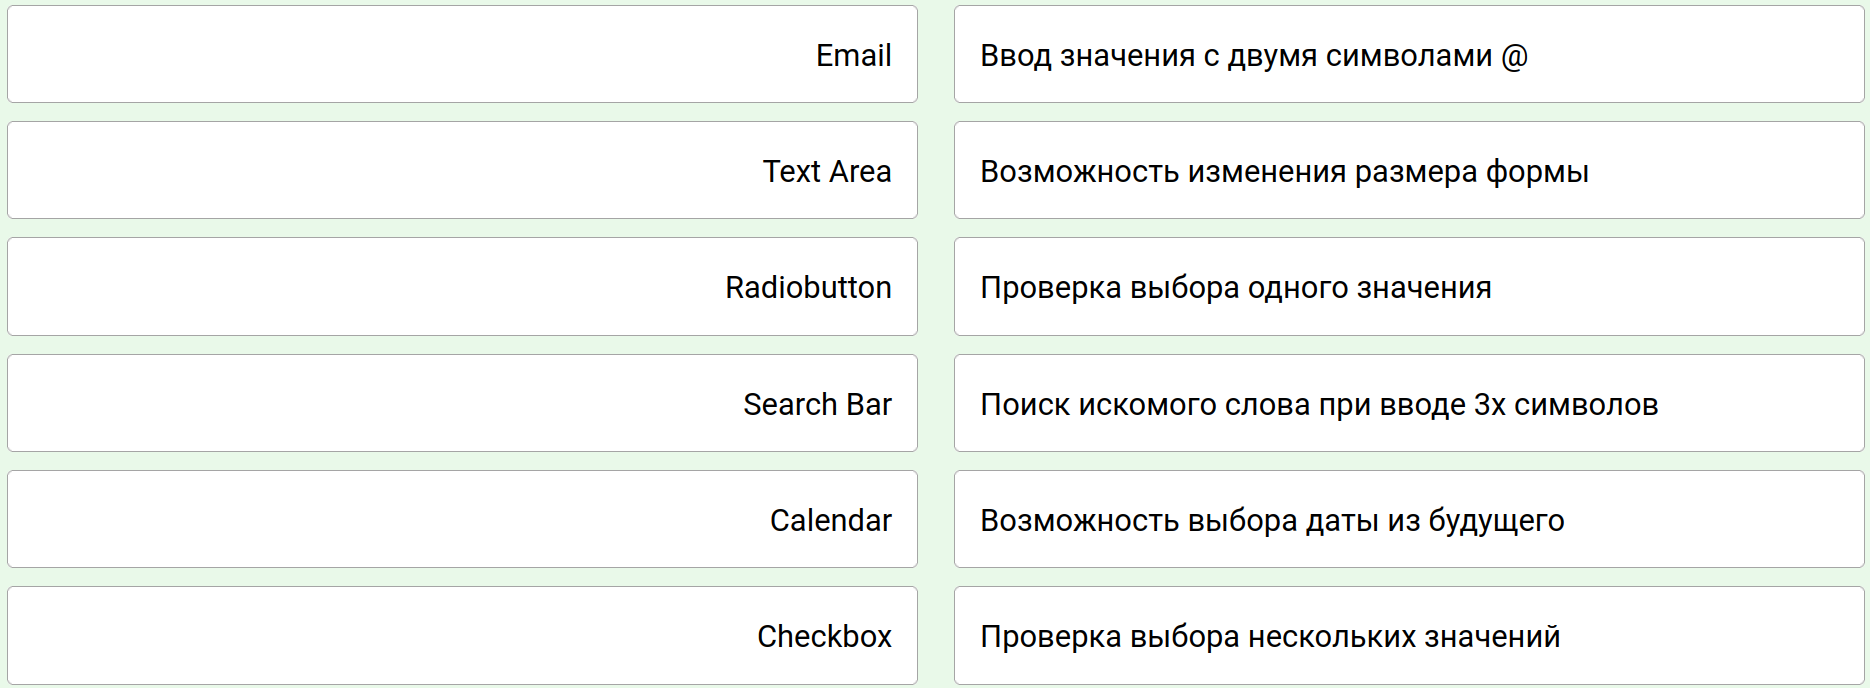 Email
Ввод значения с двумя символами @
Text Area
Возможность изменения размера формы
Radiobutton
Проверка выбора одного значения
Search Bar
Поиск искомого слова при вводе 3х символов
Calendar
Возможность выбора даты из будущего
Checkbox
Проверка выбора нескольких значений